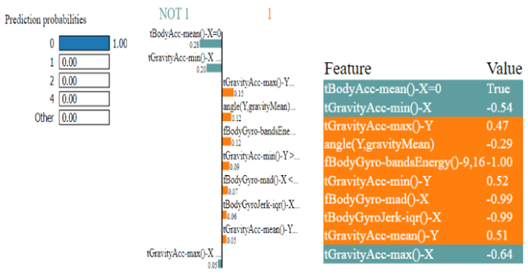 Prediction probabilities
0 1.00
1 0.00
2 0.00
4 0.00
Other 0.00
NOT 1 1
tBodyAcc-mean()-X=0
0.28
tGravityAcc-min()-X ...
0.20
tGravityAcc-max()-Y...
0.15
angle(Y,gravityMean)...
0.12
fBodyGyro-bandsEne...
0.12
tGravityAcc-min()-Y >...
0.09
fBodyGyro-mad()-X <...
0.07
tBodyGyroJerk-iqr()-X...
0.06
tGravityAcc-mean()-Y...
0.05
tGravityAcc-max()-X ...
0.05
Feature Value
tBodyAcc-mean()-X=0 True
tGravityAcc-min()-X -0.54
tGravityAcc-max()-Y 0.47
angle(Y,gravityMean) -0.29
fBodyGyro-bandsEnergy()-9,16 -1.00
tGravityAcc-min()-Y 0.52
fBodyGyro-mad()-X -0.99
tBodyGyroJerk-iqr()-X -0.99
tGravityAcc-mean()-Y 0.51
tGravityAcc-max()-X -0.64